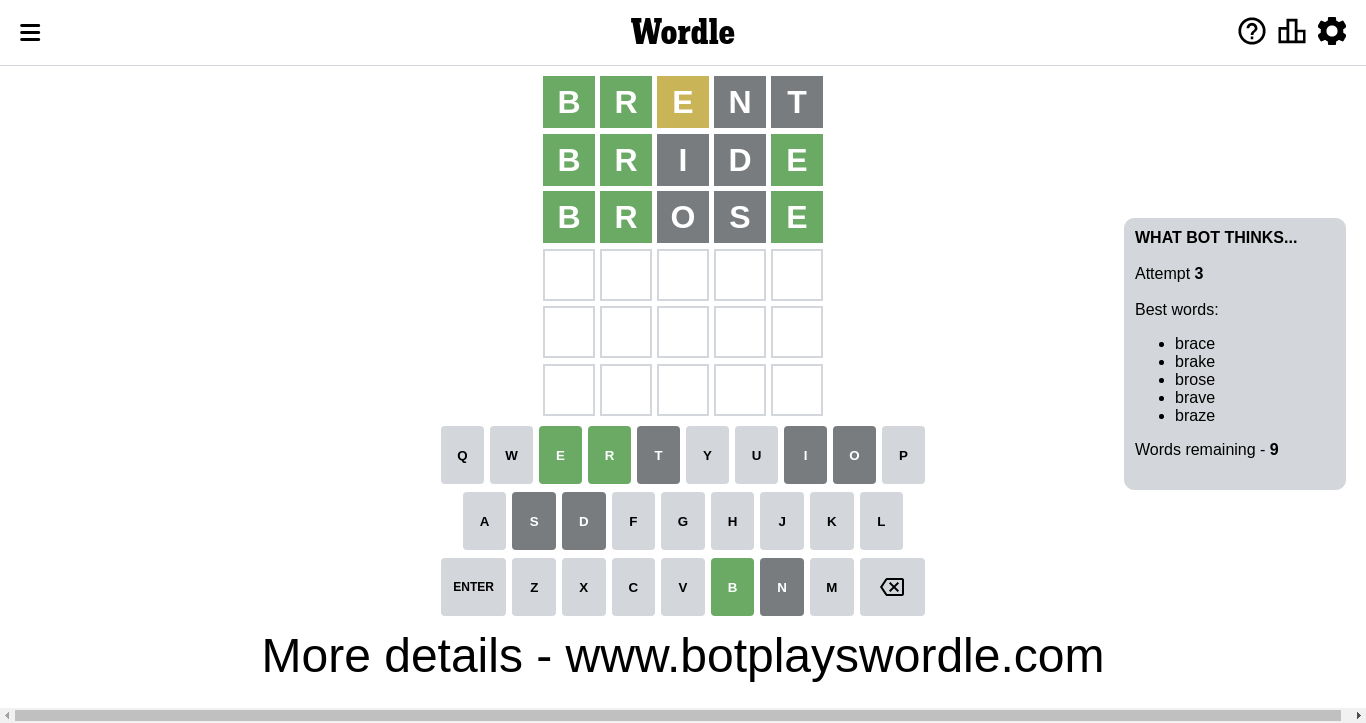 Wordle
B R E N T
B R I D E
B R O S E
WHAT BOT THINKS...
Attempt 3
Best words:
brace
brake
brose
brave
braze
Words remaining - 9
Q W E R T Y U I O P
A S D F G H J K L
ENTER Z X C V B N M
More details - www.botplayswordle.com